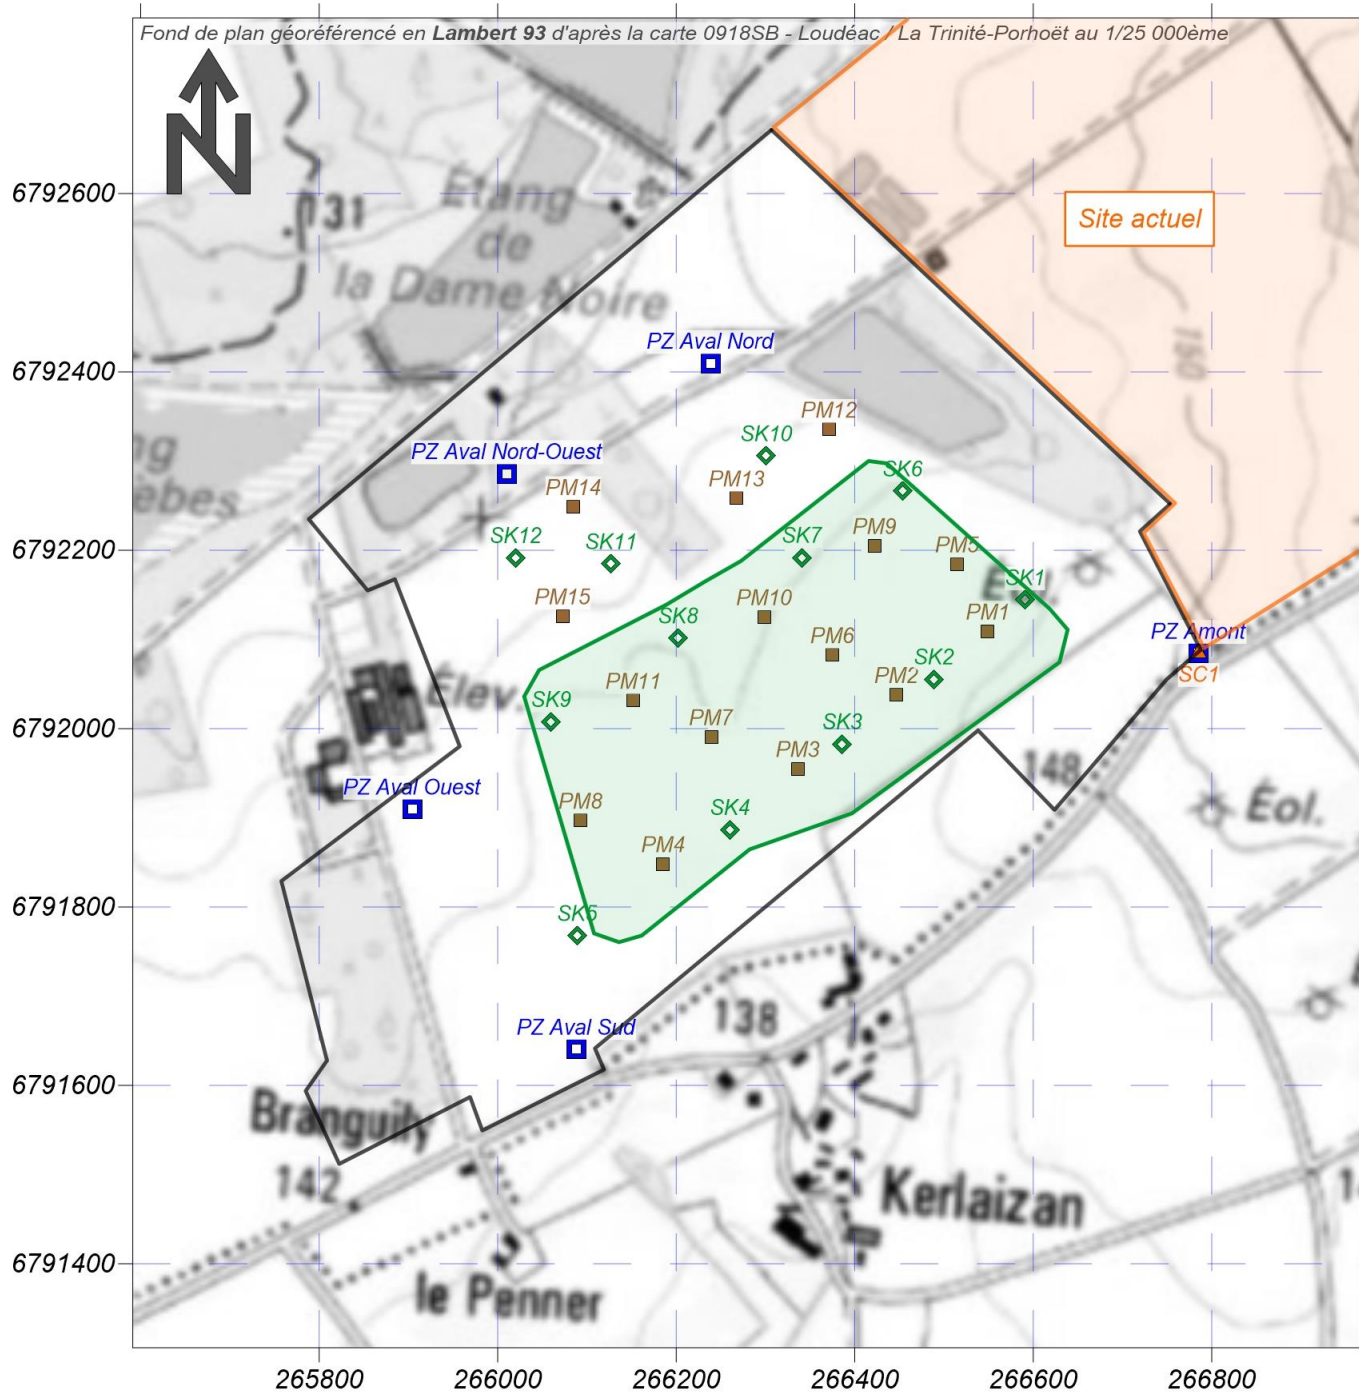 Fond de plan géoréférencé en Lambert 93 d'après la carte 0918SB - Loudéac / La Trinité-Porhoët au 1/25 000ème
N
6792600
131
Étang
de
la Dame Noire
Site actuel
150
PZ Aval Nord
6792400
PM12
SK10
PZ Aval Nord-Ouest
ebes
SK6
PM13
PM14
SK12
SK11
SK7
PM9
PM5
6792200
SK1
PM15
PM10
PM1
SK8
PM6
PZ Amont
SC1
SK2
PM2
Élev.
PM11
SK9
6792000
PM7
SK3
PM3
148
PZ Aval Ouest
PM8
SK4
Éol.
PM4
6791800
SK5
138
PZ Aval Sud
6791600
Branguily
142
Kerlaizan
6791400
le Penner
265800
266000
266200
266400
266600
266800